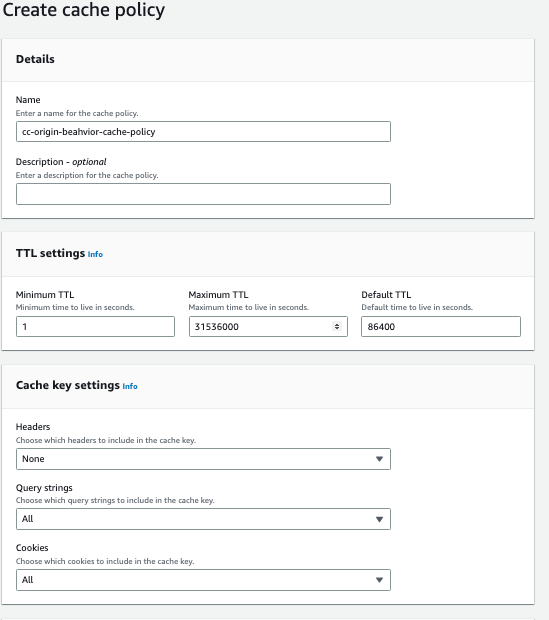 Create cache policy
Details
Name
Enter a name for the cache policy.
cc-origin-beahvior-cache-policy
Description - optional
Enter a description for the cache policy.
TTL settings Info
Minimum TTL Maximum TTL Default TTL
Minimum time to live in seconds. Maximum time to live in seconds. Default time to live in seconds.
1 31536000 86400
Cache key settings Info
Headers
Choose which headers to include in the cache key.
None
Query strings
Choose which query strings to include in the cache key.
All
Cookies
Choose which cookies to include in the cache key.
All